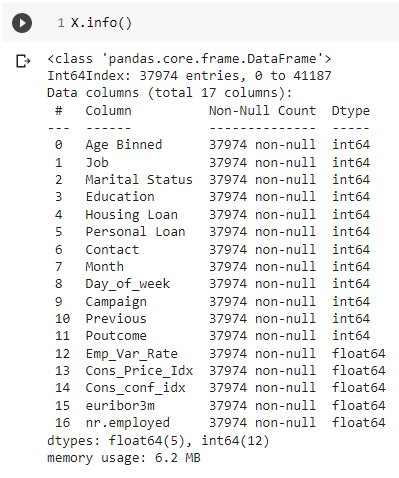 1 X.info()
<class 'pandas.core.frame.DataFrame'>
Int64Index: 37974 entries, 0 to 41187
Data columns (total 17 columns):
 #   Column          Non-Null Count  Dtype
---  ------          --------------  -----
 0   Age Binned      37974 non-null  int64
 1   Job             37974 non-null  int64
 2   Marital Status  37974 non-null  int64
 3   Education       37974 non-null  int64
 4   Housing Loan    37974 non-null  int64
 5   Personal Loan   37974 non-null  int64
 6   Contact         37974 non-null  int64
 7   Month           37974 non-null  int64
 8   Day_of_week     37974 non-null  int64
 9   Campaign        37974 non-null  int64
 10  Previous        37974 non-null  int64
 11  Poutcome        37974 non-null  int64
 12  Emp_Var_Rate    37974 non-null  float64
 13  Cons_Price_Idx  37974 non-null  float64
 14  Cons_conf_idx   37974 non-null  float64
 15  euribor3m       37974 non-null  float64
 16  nr.employed     37974 non-null  float64
dtypes: float64(5), int64(12)
memory usage: 6.2 MB